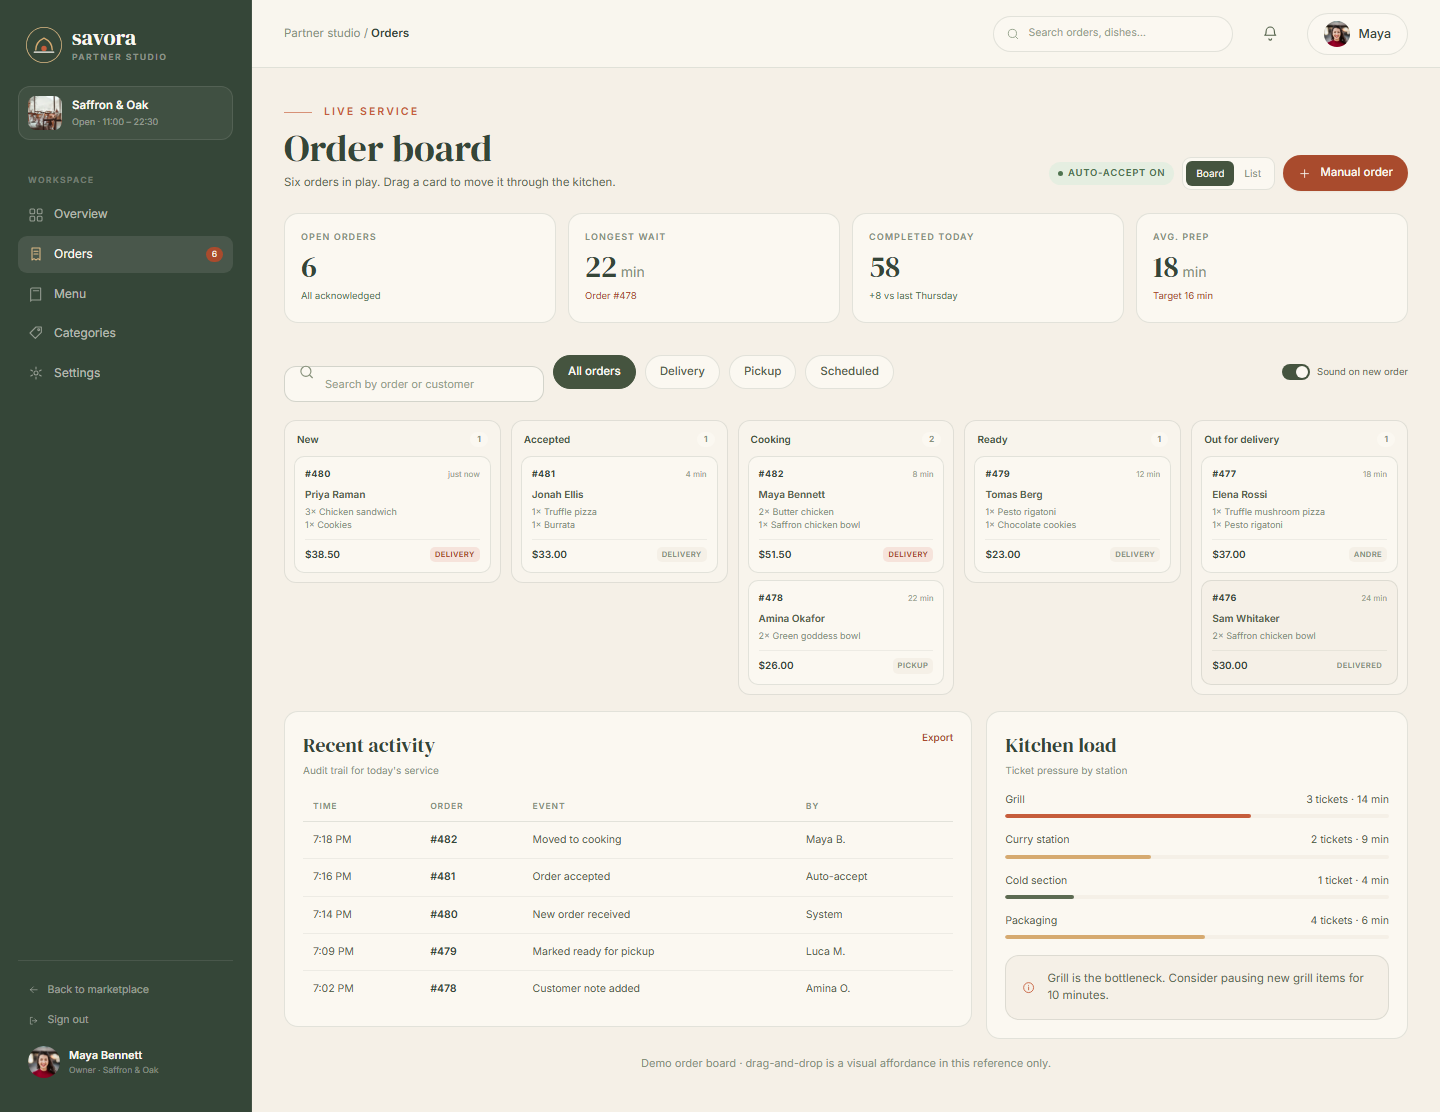 savora
PARTNER STUDIO
Saffron & Oak
Open · 11:00 – 22:30
WORKSPACE
Overview
Orders
6
Menu
Categories
Settings
Back to marketplace
Sign out
Maya Bennett
Owner · Saffron & Oak
Partner studio / Orders
Search orders, dishes...
Maya
LIVE SERVICE
Order board
Six orders in play. Drag a card to move it through the kitchen.
AUTO-ACCEPT ON
Board
List
+ Manual order
OPEN ORDERS
6
All acknowledged
LONGEST WAIT
22 min
Order #478
COMPLETED TODAY
58
+8 vs last Thursday
AVG. PREP
18 min
Target 16 min
Search by order or customer
All orders
Delivery
Pickup
Scheduled
Sound on new order
New 1
#480 just now
Priya Raman
3× Chicken sandwich
1× Cookies
$38.50 DELIVERY
Accepted 1
#481 4 min
Jonah Ellis
1× Truffle pizza
1× Burrata
$33.00 DELIVERY
Cooking 2
#482 8 min
Maya Bennett
2× Butter chicken
1× Saffron chicken bowl
$51.50 DELIVERY
#478 22 min
Amina Okafor
2× Green goddess bowl
$26.00 PICKUP
Ready 1
#479 12 min
Tomas Berg
1× Pesto rigatoni
1× Chocolate cookies
$23.00 DELIVERY
Out for delivery 1
#477 18 min
Elena Rossi
1× Truffle mushroom pizza
1× Pesto rigatoni
$37.00 ANDRE
#476 24 min
Sam Whitaker
2× Saffron chicken bowl
$30.00 DELIVERED
Recent activity
Export
Audit trail for today's service
TIME ORDER EVENT BY
7:18 PM #482 Moved to cooking Maya B.
7:16 PM #481 Order accepted Auto-accept
7:14 PM #480 New order received System
7:09 PM #479 Marked ready for pickup Luca M.
7:02 PM #478 Customer note added Amina O.
Kitchen load
Ticket pressure by station
Grill 3 tickets · 14 min
Curry station 2 tickets · 9 min
Cold section 1 ticket · 4 min
Packaging 4 tickets · 6 min
Grill is the bottleneck. Consider pausing new grill items for
10 minutes.
Demo order board · drag-and-drop is a visual affordance in this reference only.